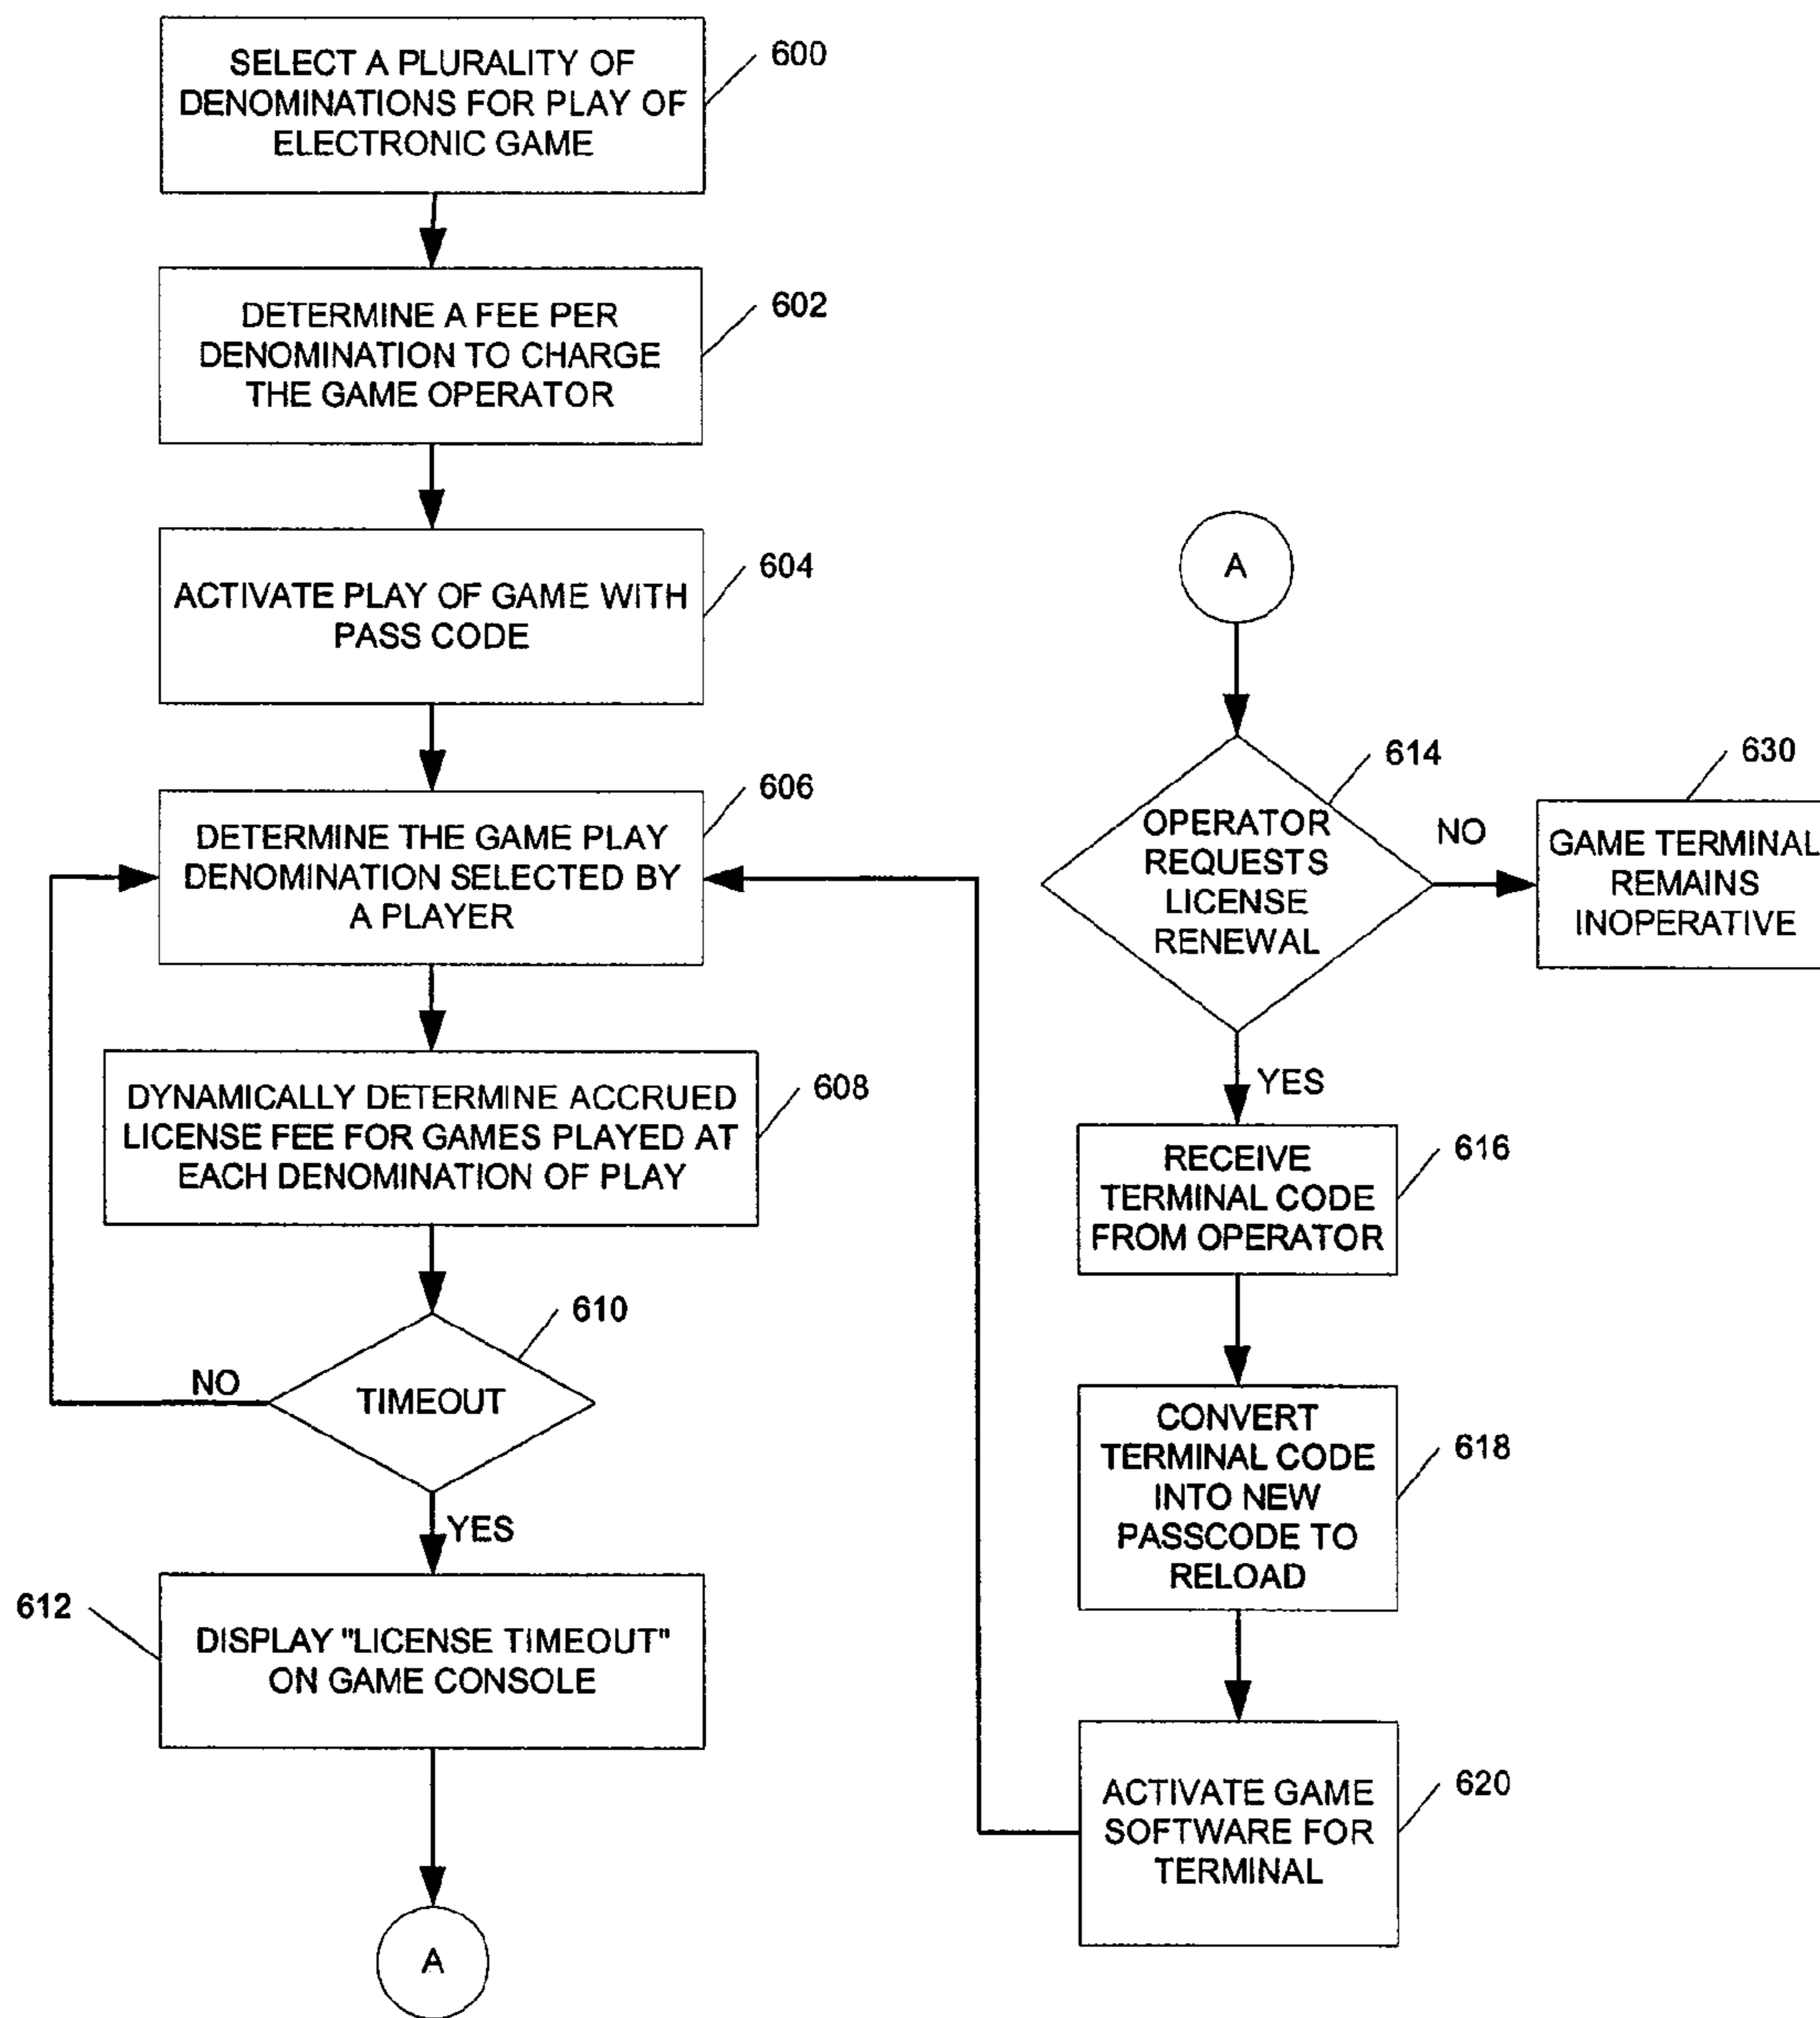 SELECT A PLURALITY OF
DENOMINATIONS FOR PLAY OF
ELECTRONIC GAME
600
DETERMINE A FEE PER
DENOMINATION TO CHARGE
THE GAME OPERATOR
602
ACTIVATE PLAY OF GAME WITH
PASS CODE
604
DETERMINE THE GAME PLAY
DENOMINATION SELECTED BY
A PLAYER
606
DYNAMICALLY DETERMINE ACCRUED
LICENSE FEE FOR GAMES PLAYED AT
EACH DENOMINATION OF PLAY
608
TIMEOUT
610
NO
YES
612
DISPLAY "LICENSE TIMEOUT"
ON GAME CONSOLE
A
A
OPERATOR
REQUESTS
LICENSE
RENEWAL
614
NO
630
GAME TERMINAL
REMAINS
INOPERATIVE
YES
RECEIVE
TERMINAL CODE
FROM OPERATOR
616
CONVERT
TERMINAL CODE
INTO NEW
PASSCODE TO
RELOAD
618
ACTIVATE GAME
SOFTWARE FOR
TERMINAL
620